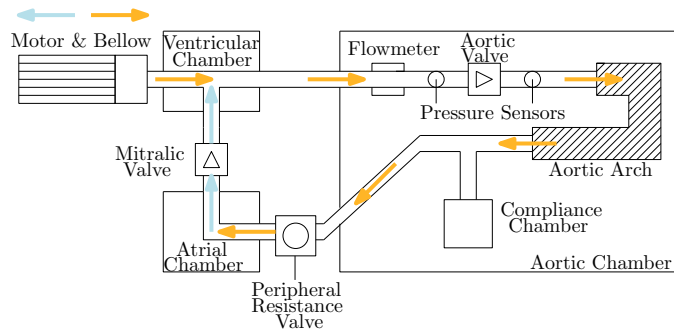 Motor & Bellow
Ventricular
Chamber
Flowmeter
Aortic
Valve
Pressure Sensors
Mitralic
Valve
Aortic Arch
Compliance
Chamber
Atrial
Chamber
Aortic Chamber
Peripheral
Resistance
Valve